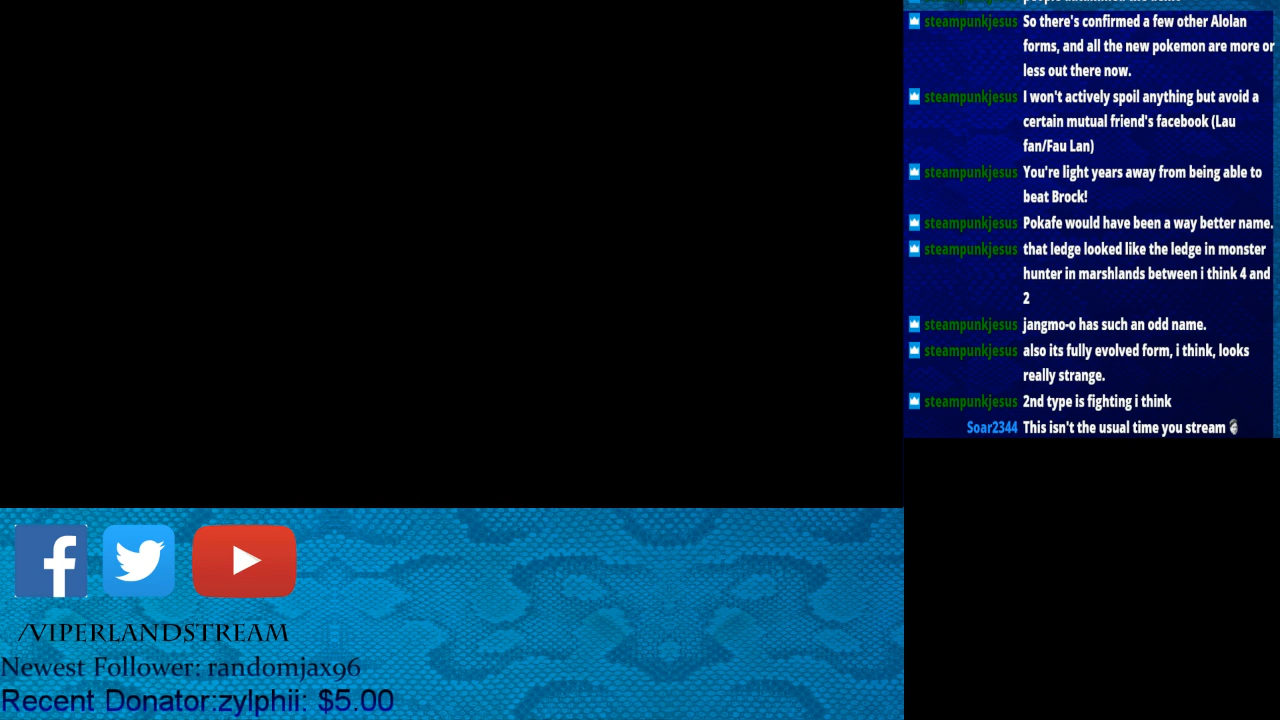 steampunkjesus So there's confirmed a few other Alolan
forms, and all the new pokemon are more or
less out there now.
steampunkjesus I won't actively spoil anything but avoid a
certain mutual friend's facebook (Lau
fan/Fau Lan)
steampunkjesus You're light years away from being able to
beat Brock!
steampunkjesus Pokafe would have been a way better name.
steampunkjesus that ledge looked like the ledge in monster
hunter in marshlands between i think 4 and
2
steampunkjesus jangmo-o has such an odd name.
steampunkjesus also its fully evolved form, i think, looks
really strange.
steampunkjesus 2nd type is fighting i think
Soar2344 This isn't the usual time you stream
/VIPERLANDSTREAM
Newest Follower: randomjax96
Recent Donator:zylphii: $5.00